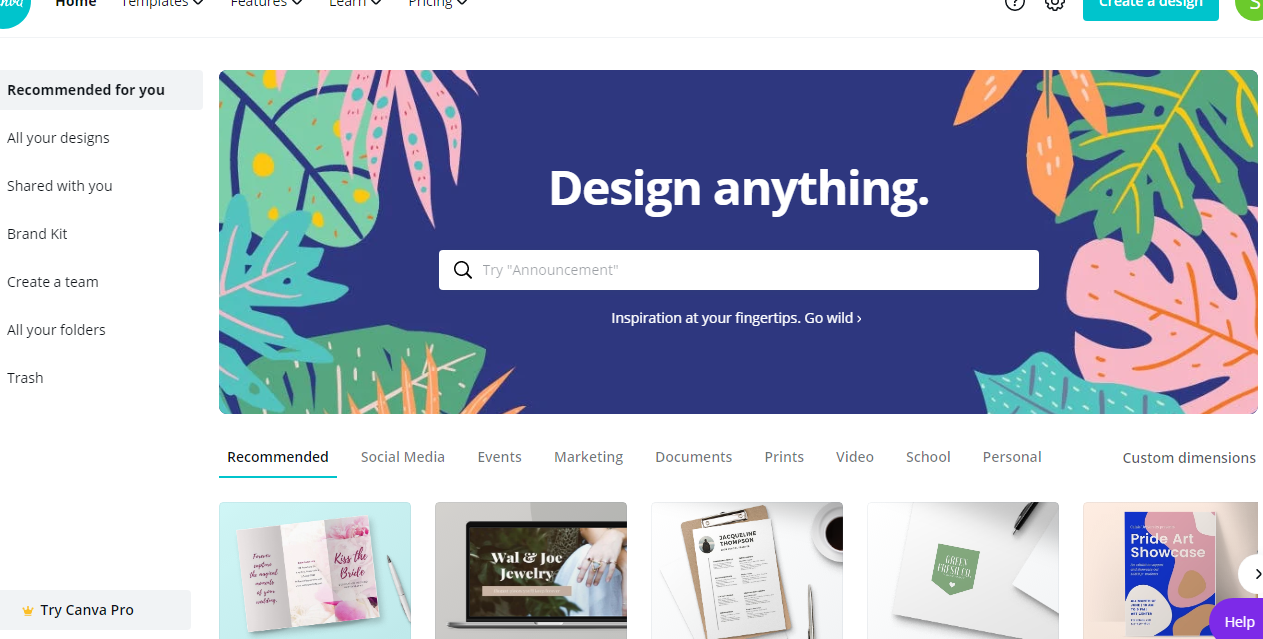 Home Templates Features Learn Pricing
Create a design
Recommended for you
All your designs
Shared with you
Brand Kit
Create a team
All your folders
Trash
Try Canva Pro
Design anything.
Try "Announcement"
Inspiration at your fingertips. Go wild ›
Recommended Social Media Events Marketing Documents Prints Video School Personal Custom dimensions
Forever
capture
the magical
moment
of your
wedding.
Kiss the
Bride
Wal & Joe
Jewelry
JACQUELINE
THOMPSON
GREEN
FRESH CO.
Pride Art
Showcase
Help